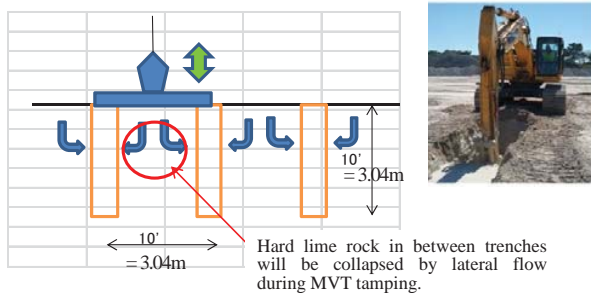 10'
= 3.04m
10'
= 3.04m
Hard lime rock in between trenches
will be collapsed by lateral flow
during MVT tamping.